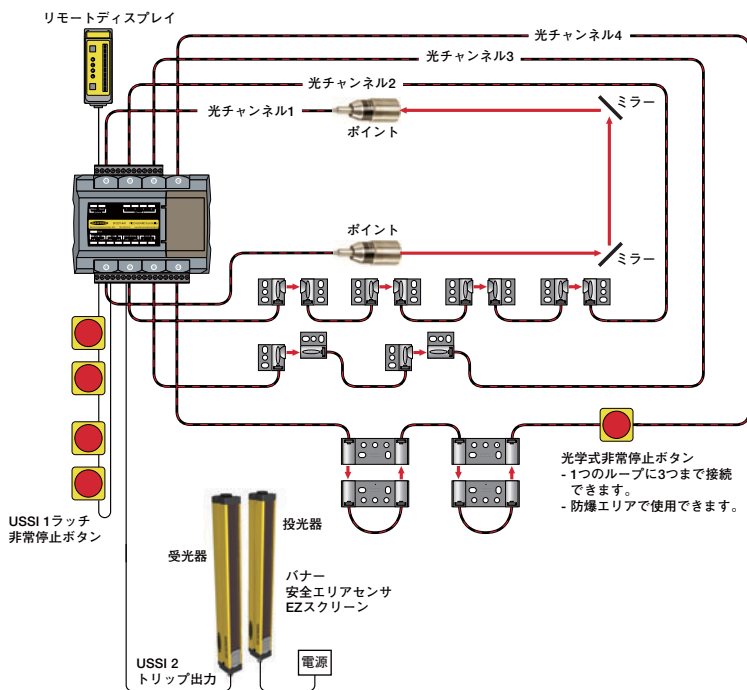 リモートディスプレイ
光チャンネル4
光チャンネル3
光チャンネル2
光チャンネル1
ポイント
ミラー
ポイント
ミラー
光学式非常停止ボタン
- 1つのループに3つまで接続
できます。
- 防爆エリアで使用できます。
USSI 1ラッチ
非常停止ボタン
投光器
受光器
バナー
安全エリアセンサ
EZスクリーン
USSI 2
トリップ出力
電源